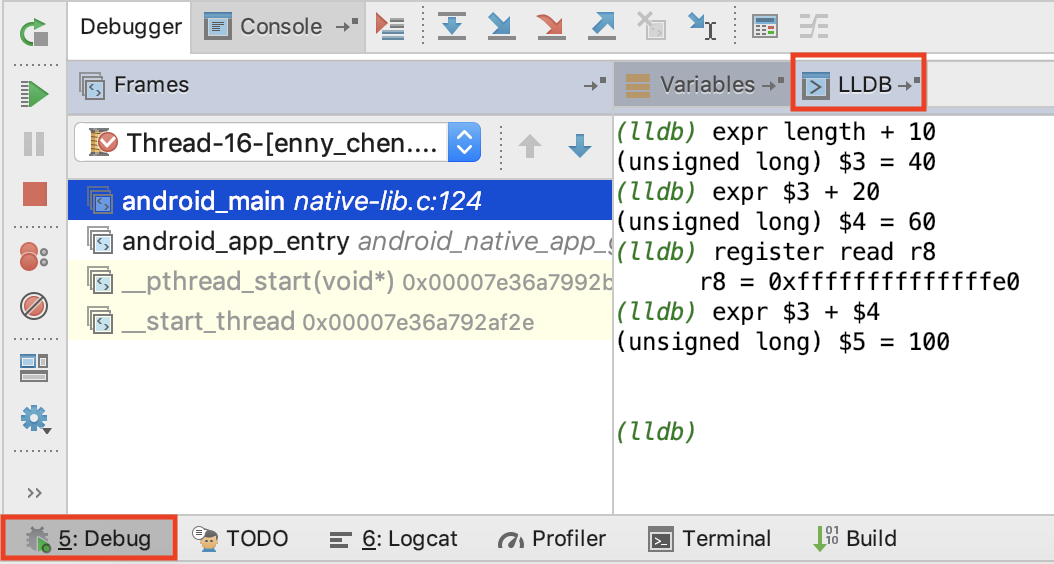 Debugger
Console
Frames
Variables
LLDB
Thread-16-[enny_chen....
android_main native-lib.c:124
android_app_entry android_native_app_g
__pthread_start(void*) 0x00007e36a7992b
__start_thread 0x00007e36a792af2e
(lldb) expr length + 10
(unsigned long) $3 = 40
(lldb) expr $3 + 20
(unsigned long) $4 = 60
(lldb) register read r8
r8 = 0xffffffffffffffe0
(lldb) expr $3 + $4
(unsigned long) $5 = 100
(lldb)
5: Debug
TODO
6: Logcat
Profiler
Terminal
Build